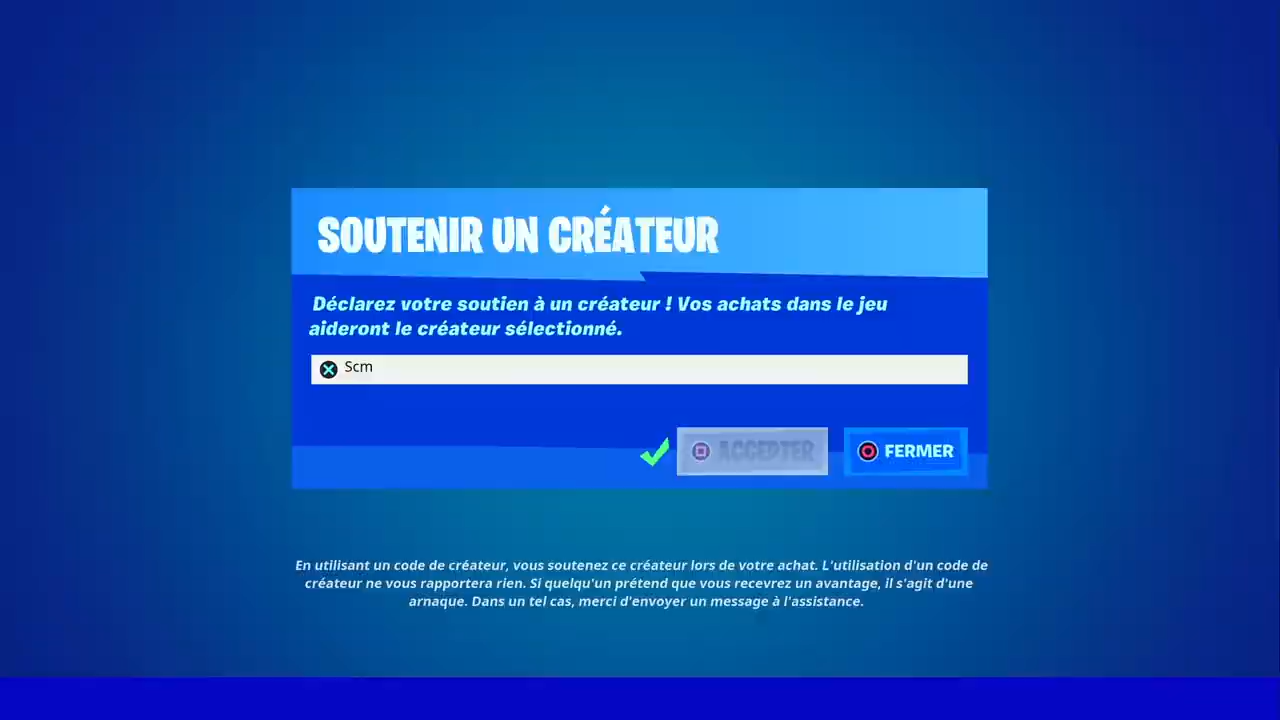 SOUTENIR UN CRÉATEUR
Déclarez votre soutien à un créateur ! Vos achats dans le jeu
aideront le créateur sélectionné.
Scm
ACCEPTER
FERMER
En utilisant un code de créateur, vous soutenez ce créateur lors de votre achat. L'utilisation d'un code de
créateur ne vous rapportera rien. Si quelqu'un prétend que vous recevrez un avantage, il s'agit d'une
arnaque. Dans un tel cas, merci d'envoyer un message à l'assistance.